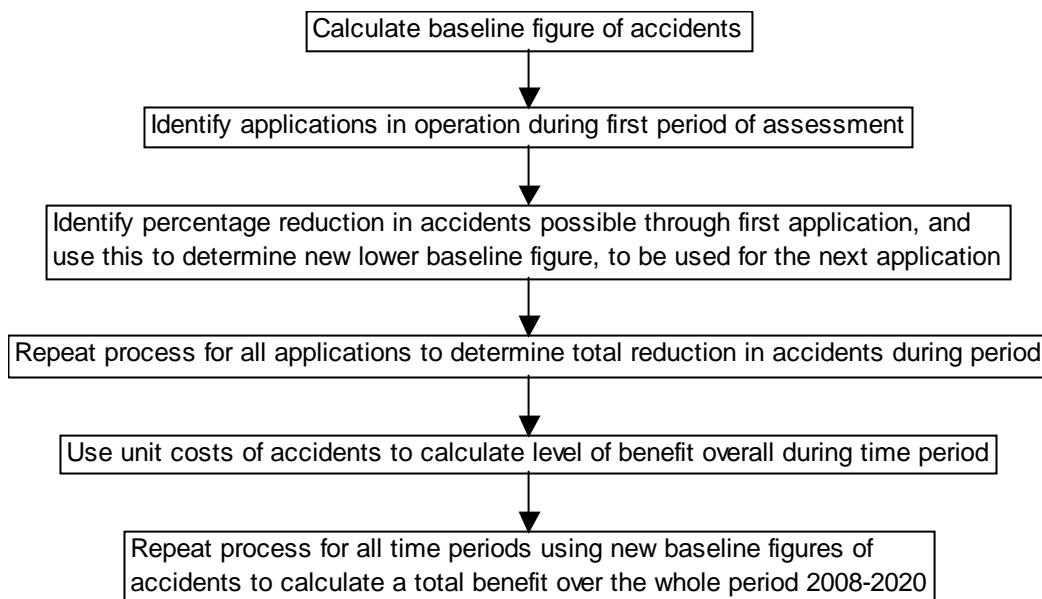 Calculate baseline figure of accidents
Identify applications in operation during first period of assessment
Identify percentage reduction in accidents possible through first application, and
use this to determine new lower baseline figure, to be used for the next application
Repeat process for all applications to determine total reduction in accidents during period
Use unit costs of accidents to calculate level of benefit overall during time period
Repeat process for all time periods using new baseline figures of
accidents to calculate a total benefit over the whole period 2008-2020